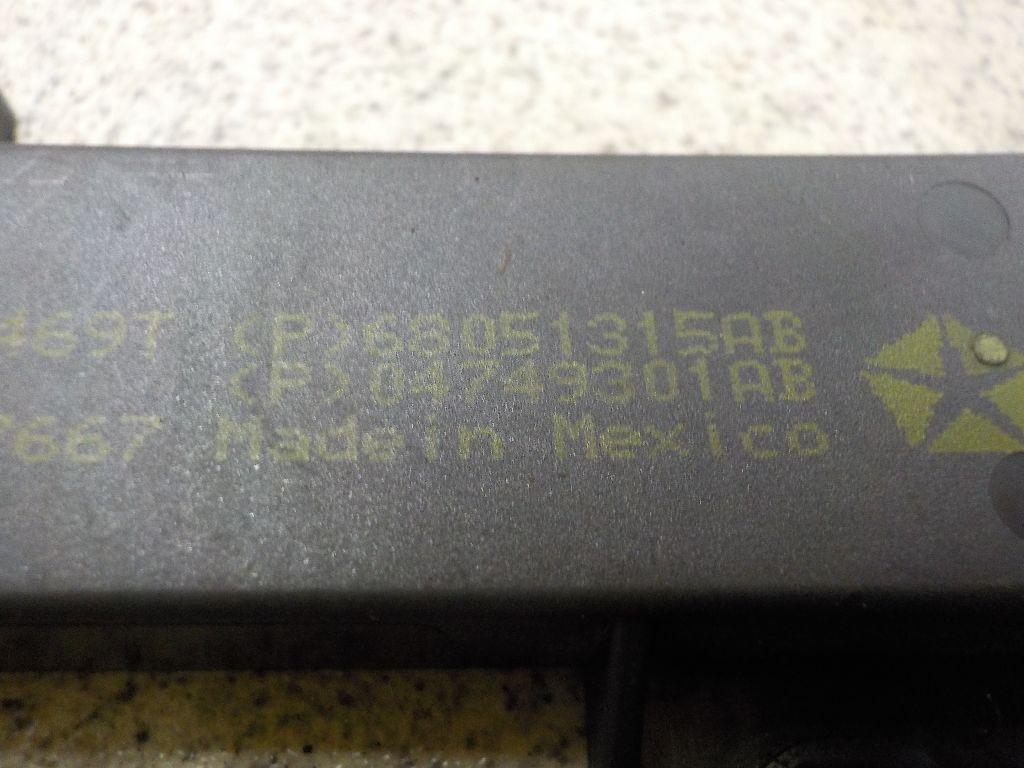 469T <P>68051315AB
<P>04749301AB
7667 Made in Mexico